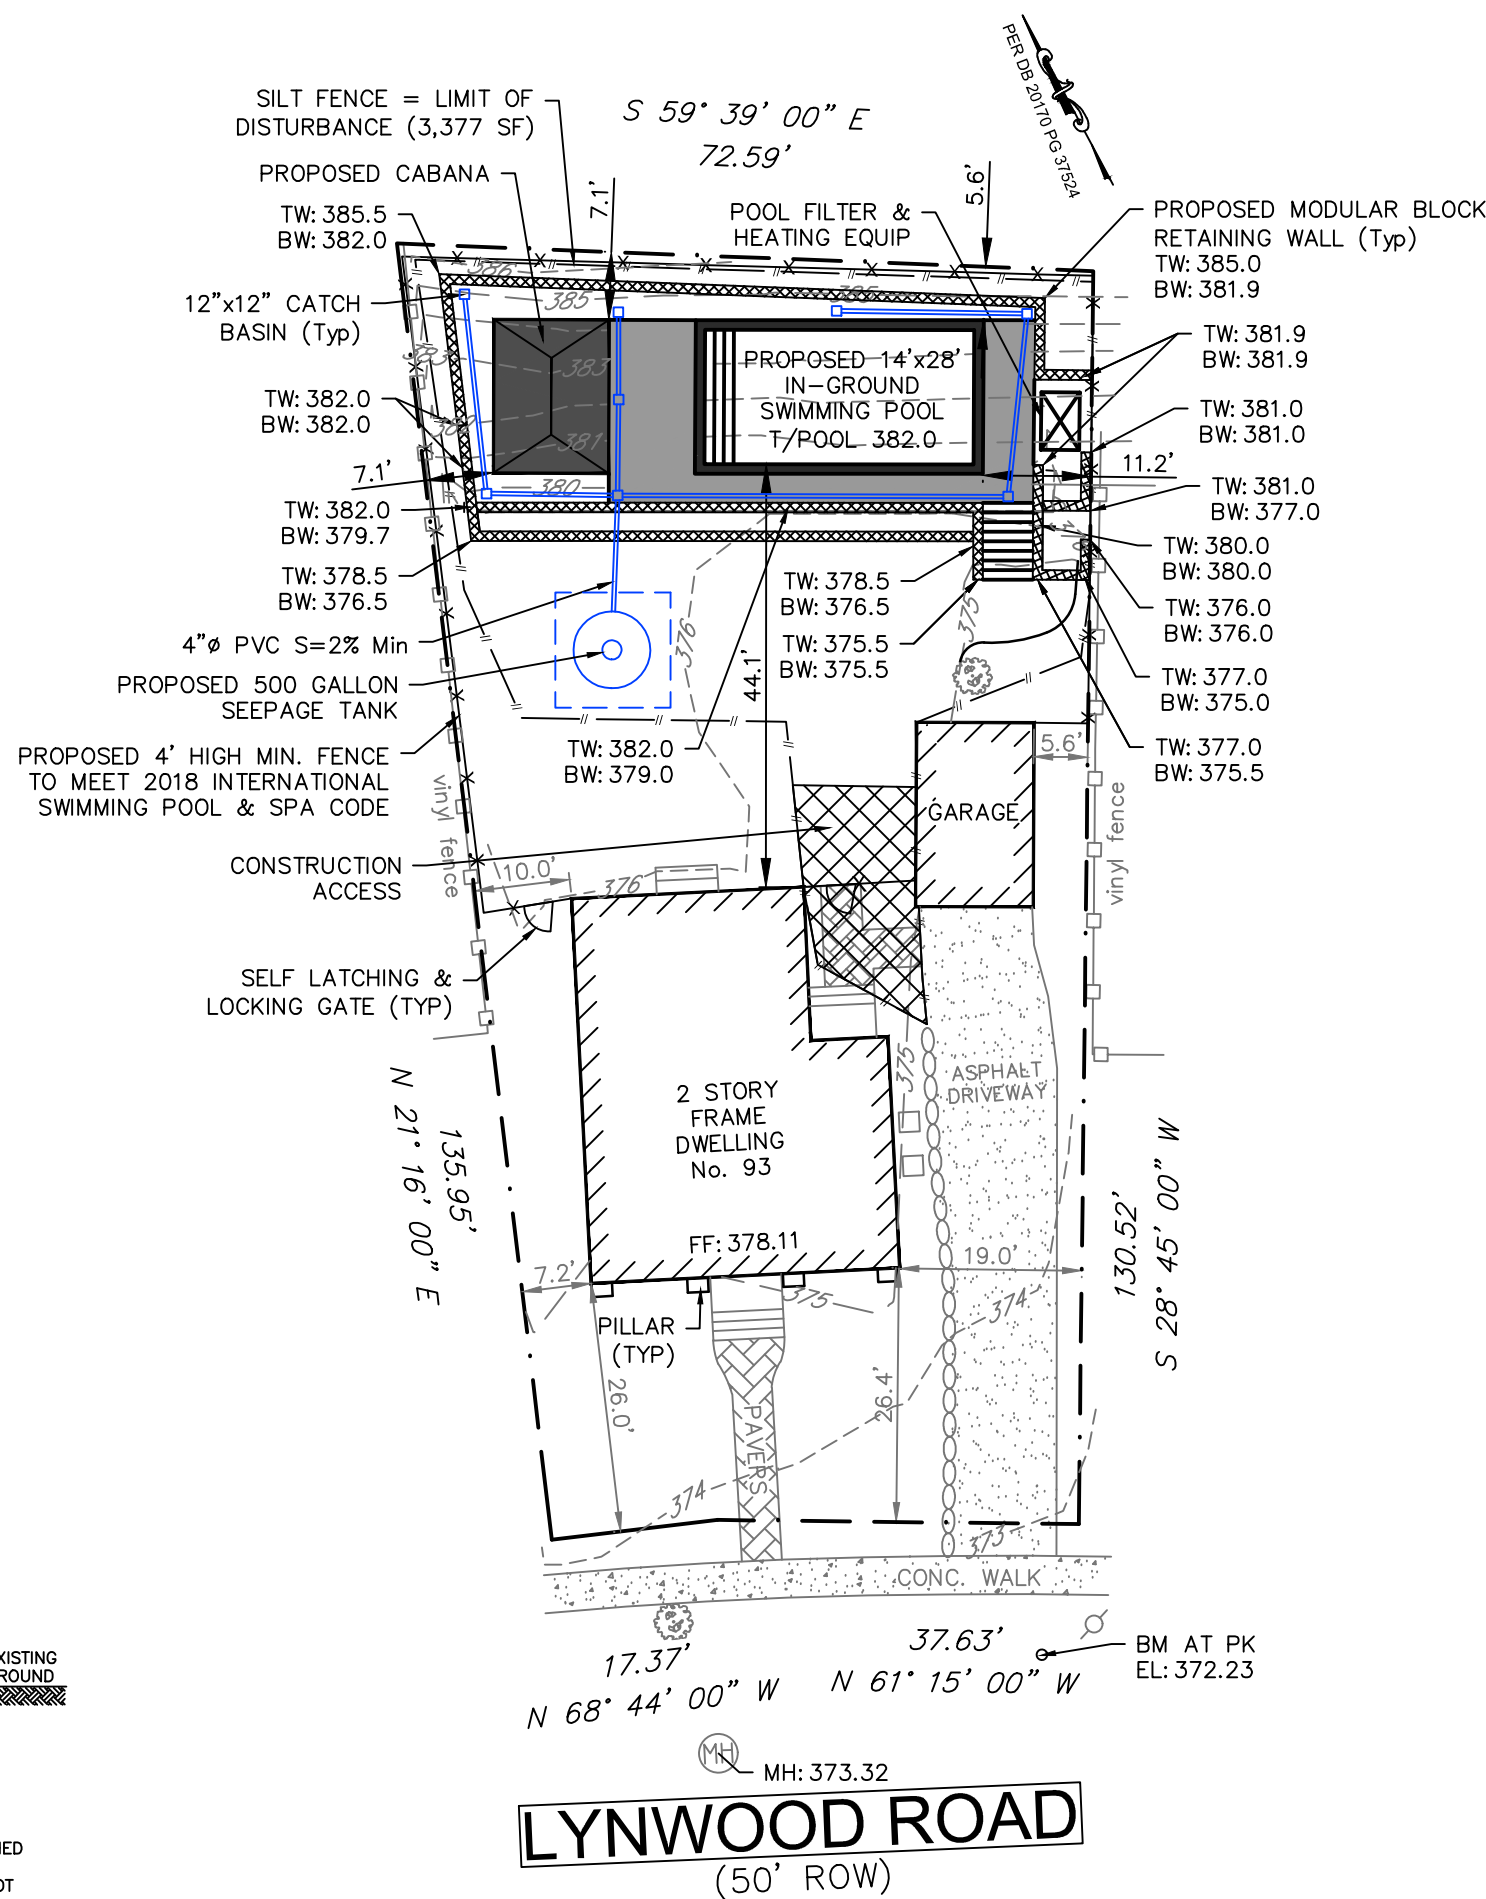 PER DB 20170 PG 37524
SILT FENCE = LIMIT OF
DISTURBANCE (3,377 SF)
S 59° 39' 00" E
72.59'
PROPOSED CABANA
7.1'
5.6'
TW: 385.5
BW: 382.0
POOL FILTER &
HEATING EQUIP
PROPOSED MODULAR BLOCK
RETAINING WALL (Typ)
TW: 385.0
BW: 381.9
386
385
385
12"x12" CATCH
BASIN (Typ)
TW: 381.9
BW: 381.9
383
383
PROPOSED 14'x28'
IN-GROUND
SWIMMING POOL
T/POOL 382.0
TW: 382.0
BW: 382.0
382
381
TW: 381.0
BW: 381.0
7.1'
11.2'
380
TW: 381.0
BW: 377.0
TW: 382.0
BW: 379.7
TW: 380.0
BW: 380.0
TW: 378.5
BW: 376.5
TW: 378.5
BW: 376.5
TW: 376.0
BW: 376.0
4"ø PVC S=2% Min
376
375
TW: 375.5
BW: 375.5
44.1'
TW: 377.0
BW: 375.0
PROPOSED 500 GALLON
SEEPAGE TANK
TW: 382.0
BW: 379.0
5.6'
TW: 377.0
BW: 375.5
PROPOSED 4' HIGH MIN. FENCE
TO MEET 2018 INTERNATIONAL
SWIMMING POOL & SPA CODE
vinyl fence
GARAGE
vinyl fence
CONSTRUCTION
ACCESS
10.0'
376
SELF LATCHING &
LOCKING GATE (TYP)
375
ASPHALT
DRIVEWAY
2 STORY
FRAME
DWELLING
No. 93
N 21° 16' 00" E
135.95'
130.52'
S 28° 45' 00" W
FF: 378.11
7.2'
19.0'
375
374
PILLAR
(TYP)
26.0'
26.4'
PAVERS
374
373
CONC. WALK
17.37'
N 68° 44' 00" W
37.63'
N 61° 15' 00" W
BM AT PK
EL: 372.23
XISTING
ROUND
MH
MH: 373.32
LYNWOOD ROAD
(50' ROW)
NED
OT